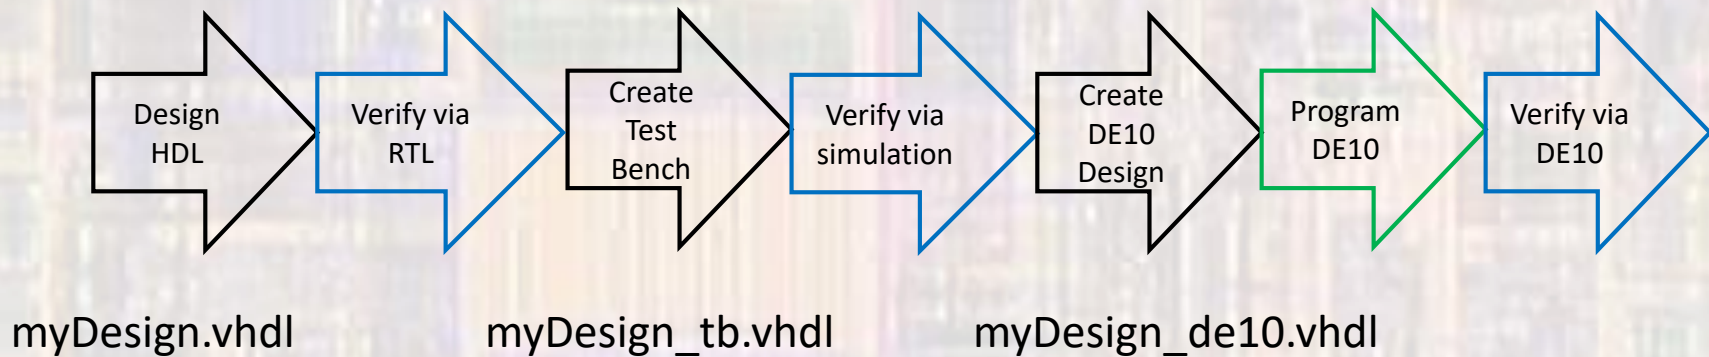 Design
HDL
Verify via
RTL
Create
Test
Bench
Verify via
simulation
Create
DE10
Design
Program
DE10
Verify via
DE10
myDesign.vhdl
myDesign_tb.vhdl
myDesign_de10.vhdl